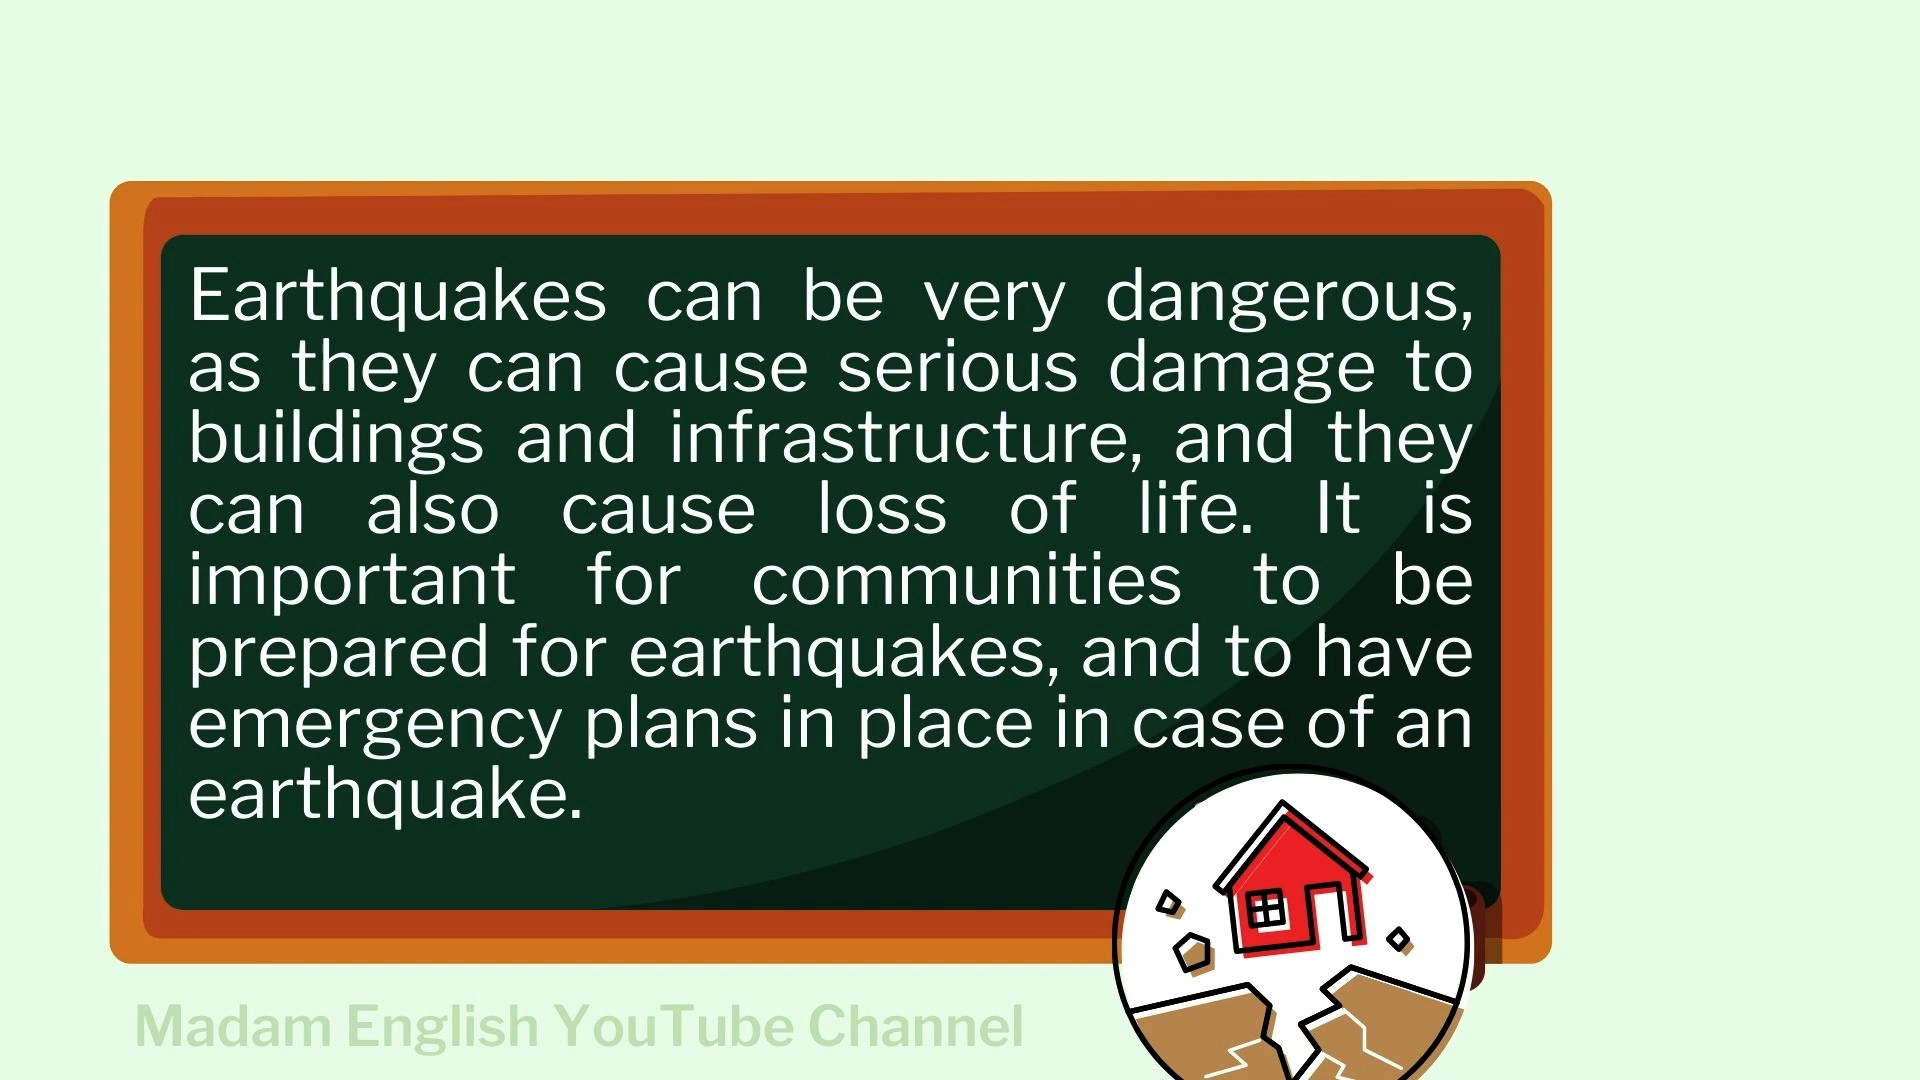 Earthquakes can be very dangerous,
as they can cause serious damage to
buildings and infrastructure, and they
can also cause loss of life. It is
important for communities to be
prepared for earthquakes, and to have
emergency plans in place in case of an
earthquake.
Madam English YouTube Channel